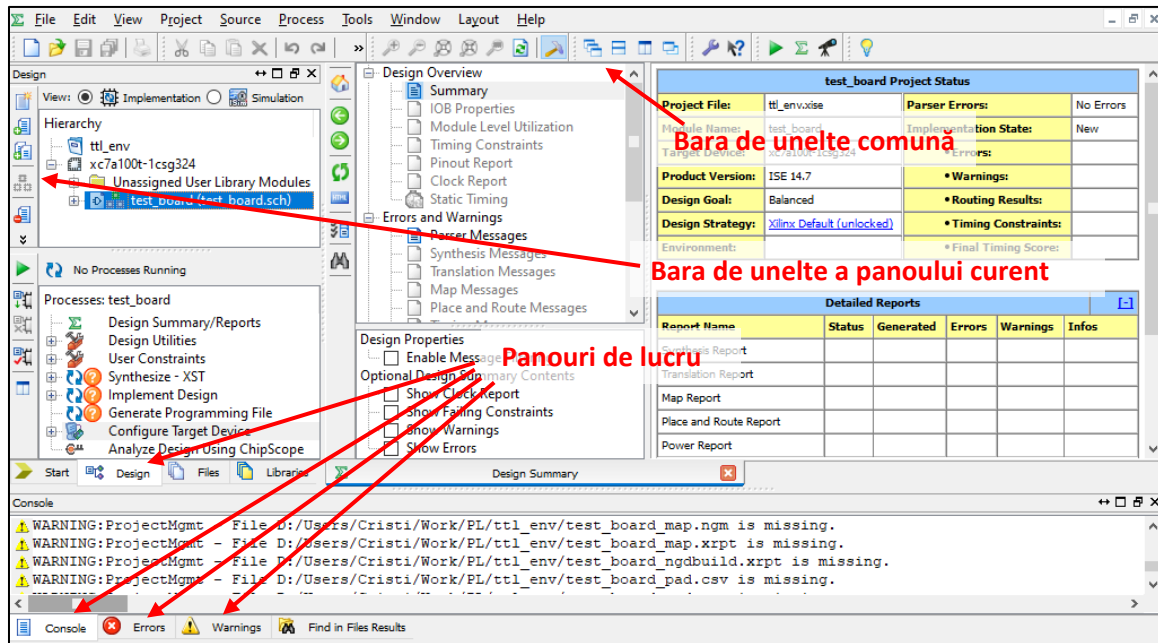 File Edit View Project Source Process Tools Window Layout Help
Design
View: Implementation Simulation
Hierarchy
ttl_env
xc7a100t-1csg324
Unassigned User Library Modules
test_board (test_board.sch)
No Processes Running
Processes: test_board
Design Summary/Reports
Design Utilities
User Constraints
Synthesize - XST
Implement Design
Generate Programming File
Configure Target Device
Analyze Design Using ChipScope
Start Design Files Libraries
Design Overview
Summary
IOB Properties
Module Level Utilization
Timing Constraints
Pinout Report
Clock Report
Static Timing
Errors and Warnings
Parser Messages
Synthesis Messages
Translation Messages
Map Messages
Place and Route Messages
Design Properties
Enable Message
Optional Design Summary Contents
Show Clock Report
Show Failing Constraints
Show Warnings
Show Errors
Design Summary
test_board Project Status
Project File: ttl_env.xise Parser Errors: No Errors
Module Name: test_board Implementation State: New
Target Device: xc7a100t-1csg324 •Errors:
Product Version: ISE 14.7 •Warnings:
Design Goal: Balanced •Routing Results:
Design Strategy: Xilinx Default (unlocked) •Timing Constraints:
Environment: •Final Timing Score:
Detailed Reports [-]
Report Name Status Generated Errors Warnings Infos
Synthesis Report
Translation Report
Map Report
Place and Route Report
Power Report
Bara de unelte comună
Bara de unelte a panoului curent
Panouri de lucru
Console
WARNING:ProjectMgmt - File D:/Users/Cristi/Work/PL/ttl_env/test_board_map.ngm is missing.
WARNING:ProjectMgmt - File D:/Users/Cristi/Work/PL/ttl_env/test_board_map.xrpt is missing.
WARNING:ProjectMgmt - File D:/Users/Cristi/Work/PL/ttl_env/test_board_ngdbuild.xrpt is missing.
WARNING:ProjectMgmt - File D:/Users/Cristi/Work/PL/ttl_env/test_board_pad.csv is missing.
Console Errors Warnings Find in Files Results